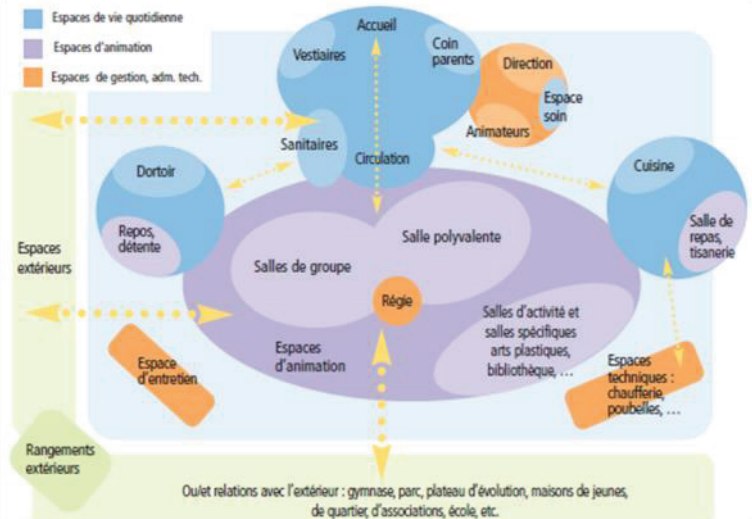 Espaces de vie quotidienne
Espaces d'animation
Espaces de gestion, adm. tech.
Accueil
Vestiaires
Coin
parents
Direction
Espace
soin
Animateurs
Sanitaires
Circulation
Dortoir
Repos,
détente
Cuisine
Salle de
repas,
tisanerie
Salle polyvalente
Salles de groupe
Régie
Salles d'activité et
salles spécifiques
arts plastiques,
bibliothèque, ...
Espaces
d'animation
Espaces
extérieurs
Espace
d'entretien
Espaces
techniques :
chaufferie,
poubelles, ...
Rangements
extérieurs
Ou/et relations avec l'extérieur : gymnase, parc, plateau d'évolution, maisons de jeunes,
de quartier, d'associations, école, etc.